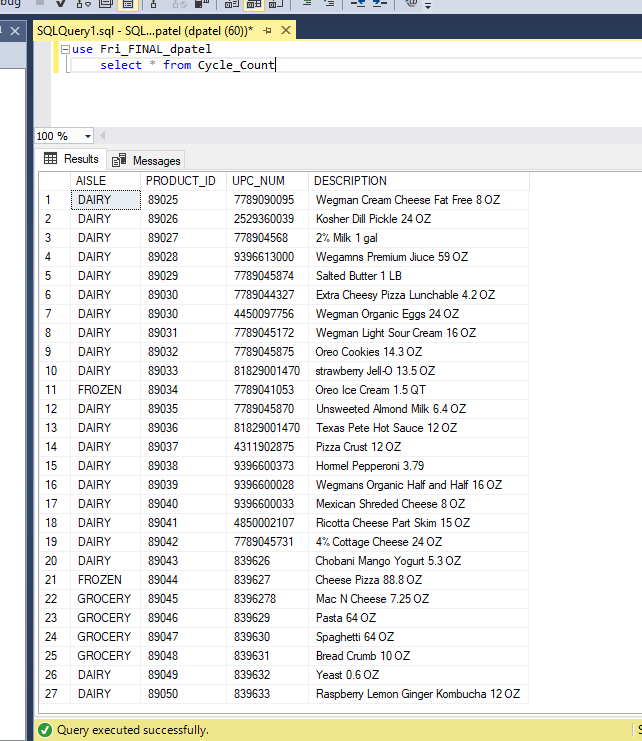 bug
SQLQuery1.sql - SQL...patel (dpatel (60))*
use Fri_FINAL_dpatel
select * from Cycle_Count
100 %
Results Messages
AISLE PRODUCT_ID UPC_NUM DESCRIPTION
1 DAIRY 89025 7789090095 Wegman Cream Cheese Fat Free 8 OZ
2 DAIRY 89026 2529360039 Kosher Dill Pickle 24 OZ
3 DAIRY 89027 778904568 2% Milk 1 gal
4 DAIRY 89028 9396613000 Wegamns Premium Jiuce 59 OZ
5 DAIRY 89029 7789045874 Salted Butter 1 LB
6 DAIRY 89030 7789044327 Extra Cheesy Pizza Lunchable 4.2 OZ
7 DAIRY 89030 4450097756 Wegman Organic Eggs 24 OZ
8 DAIRY 89031 7789045172 Wegman Light Sour Cream 16 OZ
9 DAIRY 89032 7789045875 Oreo Cookies 14.3 OZ
10 DAIRY 89033 81829001470 strawberry Jell-O 13.5 OZ
11 FROZEN 89034 7789041053 Oreo Ice Cream 1.5 QT
12 DAIRY 89035 7789045870 Unsweeted Almond Milk 6.4 OZ
13 DAIRY 89036 81829001470 Texas Pete Hot Sauce 12 OZ
14 DAIRY 89037 4311902875 Pizza Crust 12 OZ
15 DAIRY 89038 9396600373 Hormel Pepperoni 3.79
16 DAIRY 89039 9396600028 Wegmans Organic Half and Half 16 OZ
17 DAIRY 89040 9396600033 Mexican Shreded Cheese 8 OZ
18 DAIRY 89041 4850002107 Ricotta Cheese Part Skim 15 OZ
19 DAIRY 89042 7789045731 4% Cottage Cheese 24 OZ
20 DAIRY 89043 839626 Chobani Mango Yogurt 5.3 OZ
21 FROZEN 89044 839627 Cheese Pizza 88.8 OZ
22 GROCERY 89045 8396278 Mac N Cheese 7.25 OZ
23 GROCERY 89046 839629 Pasta 64 OZ
24 GROCERY 89047 839630 Spaghetti 64 OZ
25 GROCERY 89048 839631 Bread Crumb 10 OZ
26 DAIRY 89049 839632 Yeast 0.6 OZ
27 DAIRY 89050 839633 Raspberry Lemon Ginger Kombucha 12 OZ
Query executed successfully.